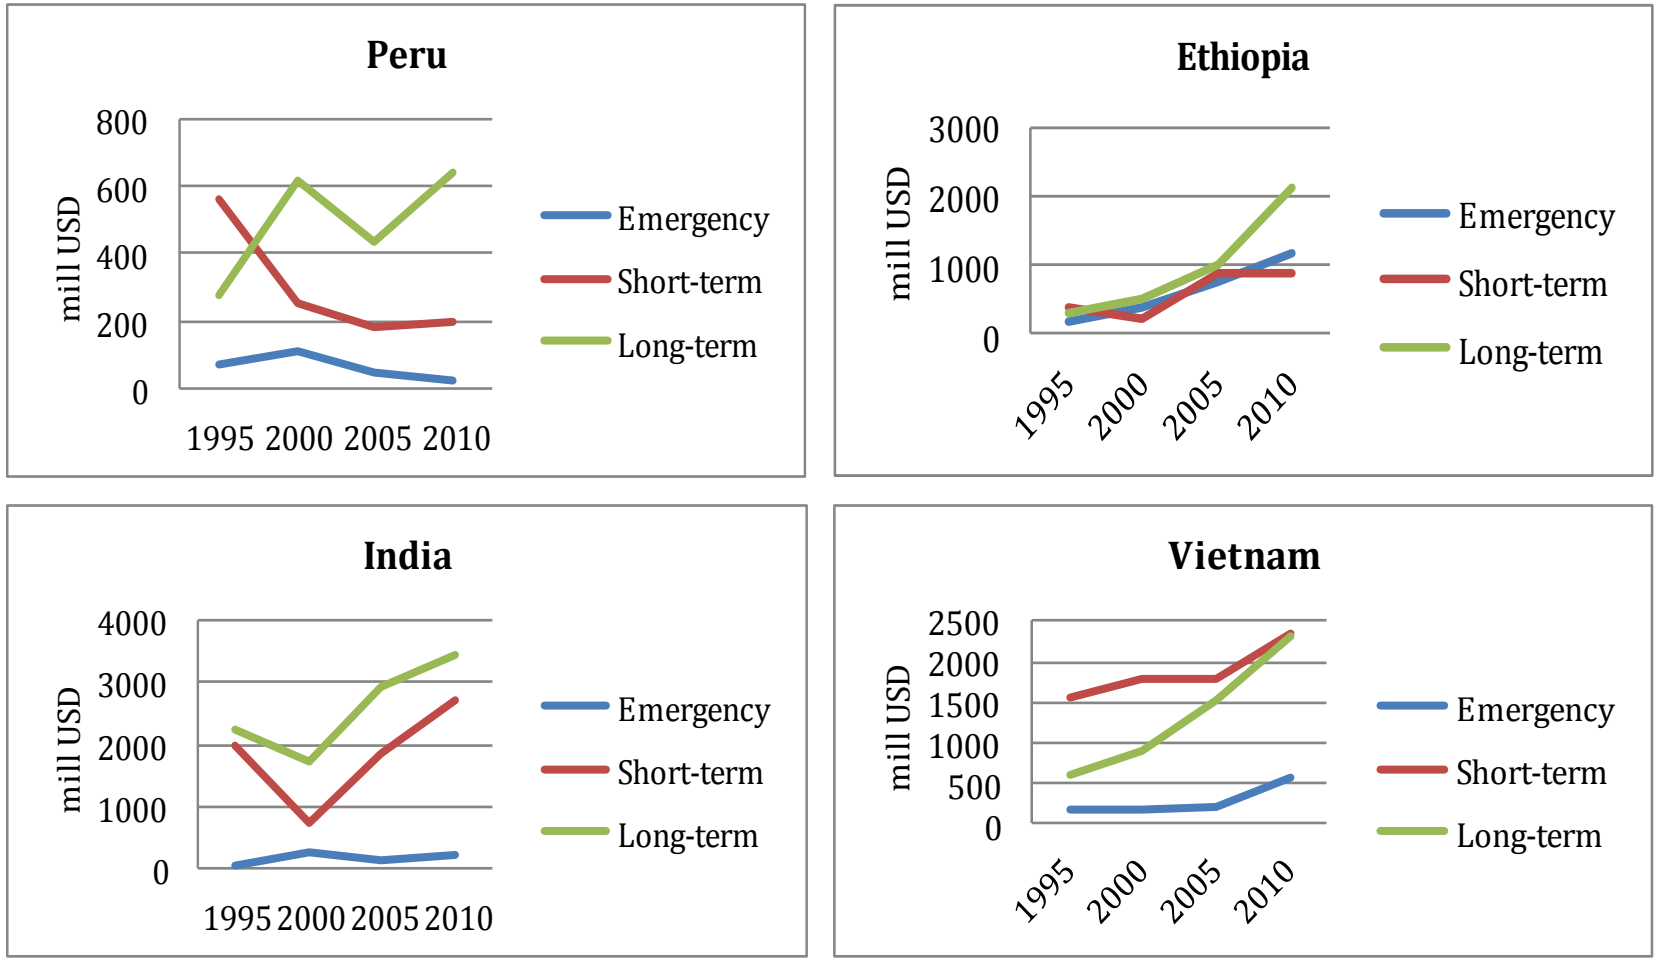 Peru
800
600
400
200
0
mill USD
1995 2000 2005 2010
Emergency
Short-term
Long-term
Ethiopia
3000
2000
1000
0
mill USD
1995 2000 2005 2010
Emergency
Short-term
Long-term
India
4000
3000
2000
1000
0
mill USD
1995 2000 2005 2010
Emergency
Short-term
Long-term
Vietnam
2500
2000
1500
1000
500
0
mill USD
1995 2000 2005 2010
Emergency
Short-term
Long-term